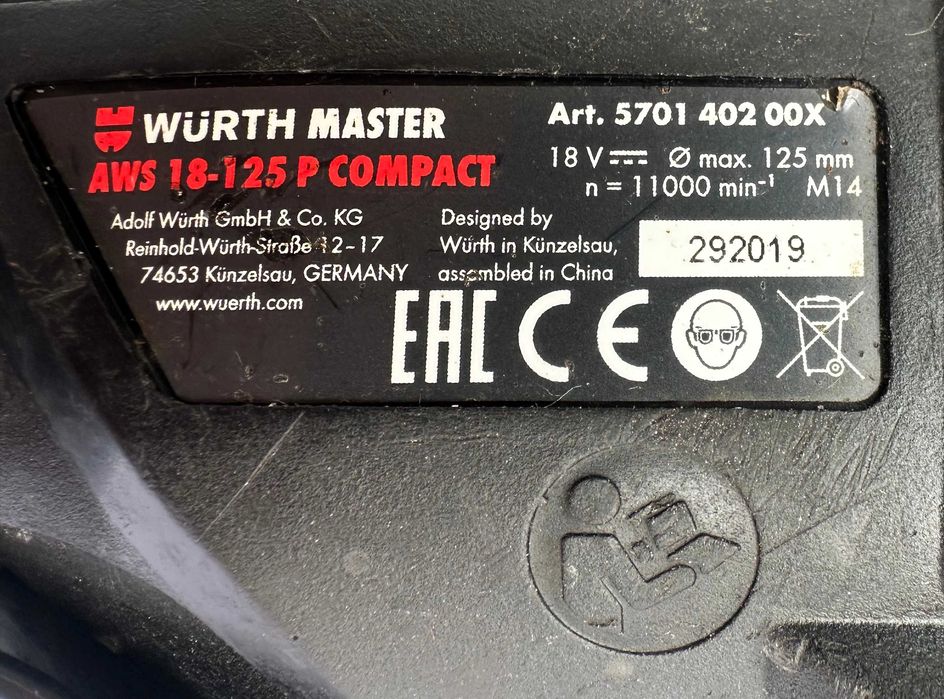 WÜRTH MASTER
AWS 18-125 P COMPACT
Adolf Würth GmbH & Co. KG
Reinhold-Würth-Straße 12-17
74653 Künzelsau, GERMANY
www.wuerth.com
Designed by
Würth in Künzelsau,
assembled in China
Art. 5701 402 00X
18 V ⎓ Ø max. 125 mm
n = 11000 min⁻¹ M14
292019
EAC CE